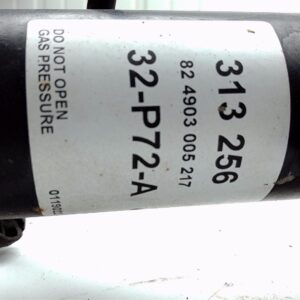 313 256
82 4903 005 217
32-P72-A
DO NOT OPEN
GAS PRESSURE